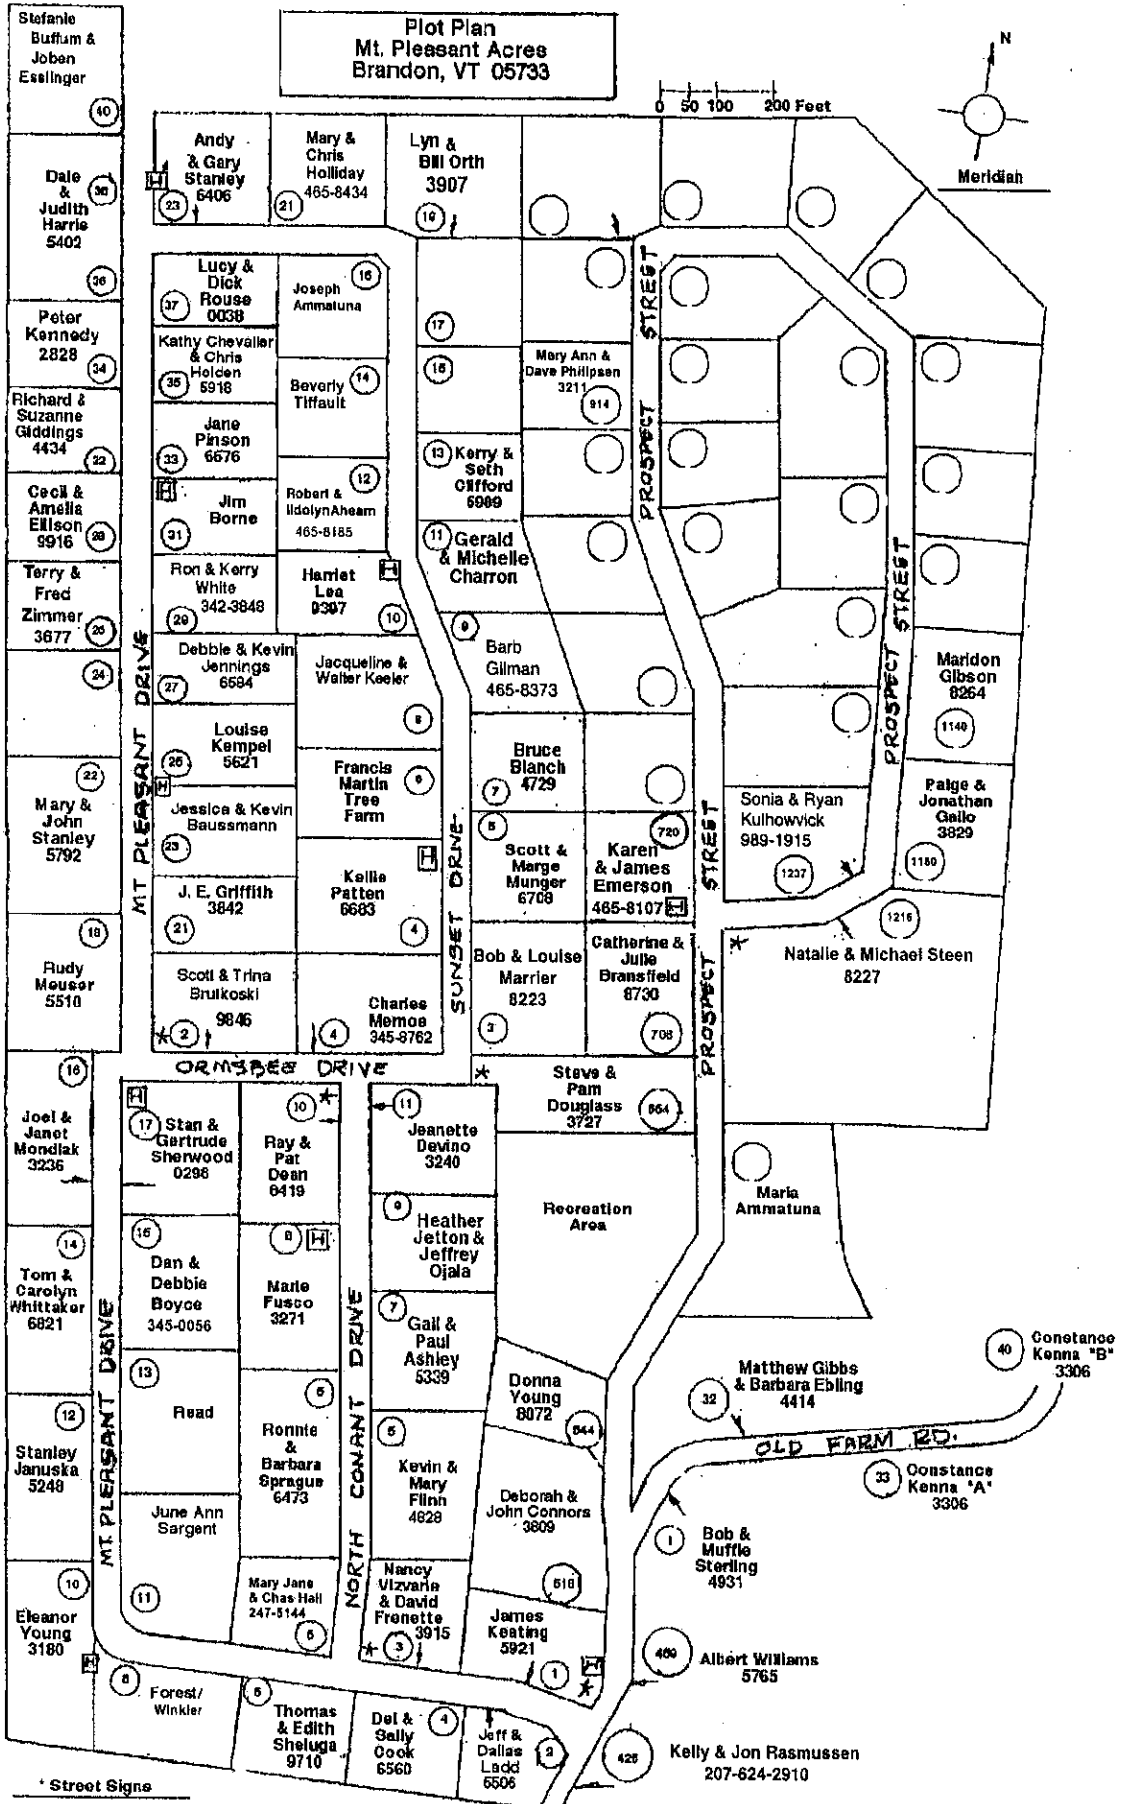 Plot Plan
Mt. Pleasant Acres
Brandon, VT 05733
N
Meridian
0 50 100 200 Feet
Stefanie
Buffum &
Joben
Esslinger
40
Dale
&
Judith
Harris
5402
36
Peter
Kennedy
2828
34
Richard &
Suzanne
Giddings
4434
Cecil &
Amelia
Ellison
9916
Terry &
Fred
Zimmer
3677
24
22
Mary &
John
Stanley
5792
18
Rudy
Meuser
5510
16
Joel &
Janet
Mondiak
3236
14
Tom &
Carolyn
Whittaker
6821
12
Stanley
Januska
5248
10
Eleanor
Young
3180
H
MT PLEASANT DRIVE
MT. PLEASANT DRIVE
Andy
& Gary
Stanley
6406
H
23
Mary &
Chris
Holliday
465-8434
21
Lyn &
Bill Orth
3907
19
Lucy &
Dick
Rouse
0038
37
Kathy Chevalier
& Chris
Holden
5918
35
Jane
Pinson
6676
33
H
Jim
Borne
31
Ron & Kerry
White
342-3848
29
Debbie & Kevin
Jennings
6584
27
Louise
Kempel
5621
25
H
Jessica & Kevin
Baussmann
23
J. E. Griffith
3842
21
Scott & Trina
Brulkoski
9846
* 2
16
Joseph
Ammatuna
Beverly 14
Tiffault
12
Robert &
IldolynAhearn
465-8185
Harriet
Lea
9397
H
10
Jacqueline &
Walter Keeler
8
Francis
Martin
Tree
Farm
6
H
Kellie
Patten
6683
4
Charles
Memoe
345-8762
4
ORMSBEE DRIVE
SUNSET DRIVE
17
15
13 Kerry &
Seth
Clifford
5989
11 Gerald
& Michelle
Charron
9
Barb
Gilman
465-8373
Bruce
Blanch
4729
7
5
Scott &
Marge
Munger
6708
Bob & Louise
Marrier
8223
3
Mary Ann &
Dave Philipsen
3211
914
720
Karen
& James
Emerson
465-8107 H
Catherine &
Julie
Bransfield
8730
708
*
Steve &
Pam
Douglass
3727
664
Recreation
Area
PROSPECT STREET
PROSPECT STREET
PROSPECT STREET
PROSPECT
Maridon
Gibson
8264
1140
Paige &
Jonathan
Gallo
3829
1180
Sonia & Ryan
Kulhowvick
989-1915
1237
*
1216
Natalie & Michael Steen
8227
Maria
Ammatuna
H
17 Stan &
Gertrude
Sherwood
0298
10 *
Ray &
Pat
Dean
8419
15
Dan &
Debbie
Boyce
345-0056
8 H
Marie
Fusco
3271
13
Read
6
Ronnie
&
Barbara
Sprague
6473
June Ann
Sargent
11
Mary Jane
& Chas Hall
247-5144
5
NORTH CONANT DRIVE
11
Jeanette
Devino
3240
9
Heather
Jetton &
Jeffrey
Ojala
7
Gail &
Paul
Ashley
5339
5
Kevin &
Mary
Flinn
4828
Nancy
Vizvarie
& David
Frenette
3915
* 3
Donna
Young
8072
544
Deborah &
John Connors
3809
518
James
Keating
5921
1
H
*
8
Forest/
Winkler
6
Thomas
& Edith
Sheluga
9710
Del &
Sally
Cook
6560
4
Jeff &
Dallas
Ladd
6506
2
32
Matthew Gibbs
& Barbara Ebling
4414
40
Constance
Kenna "B"
3306
OLD FARM RD.
33
Constance
Kenna "A"
3306
1
Bob &
Muffie
Sterling
4931
469
Albert Williams
5765
425
Kelly & Jon Rasmussen
207-624-2910
* Street Signs